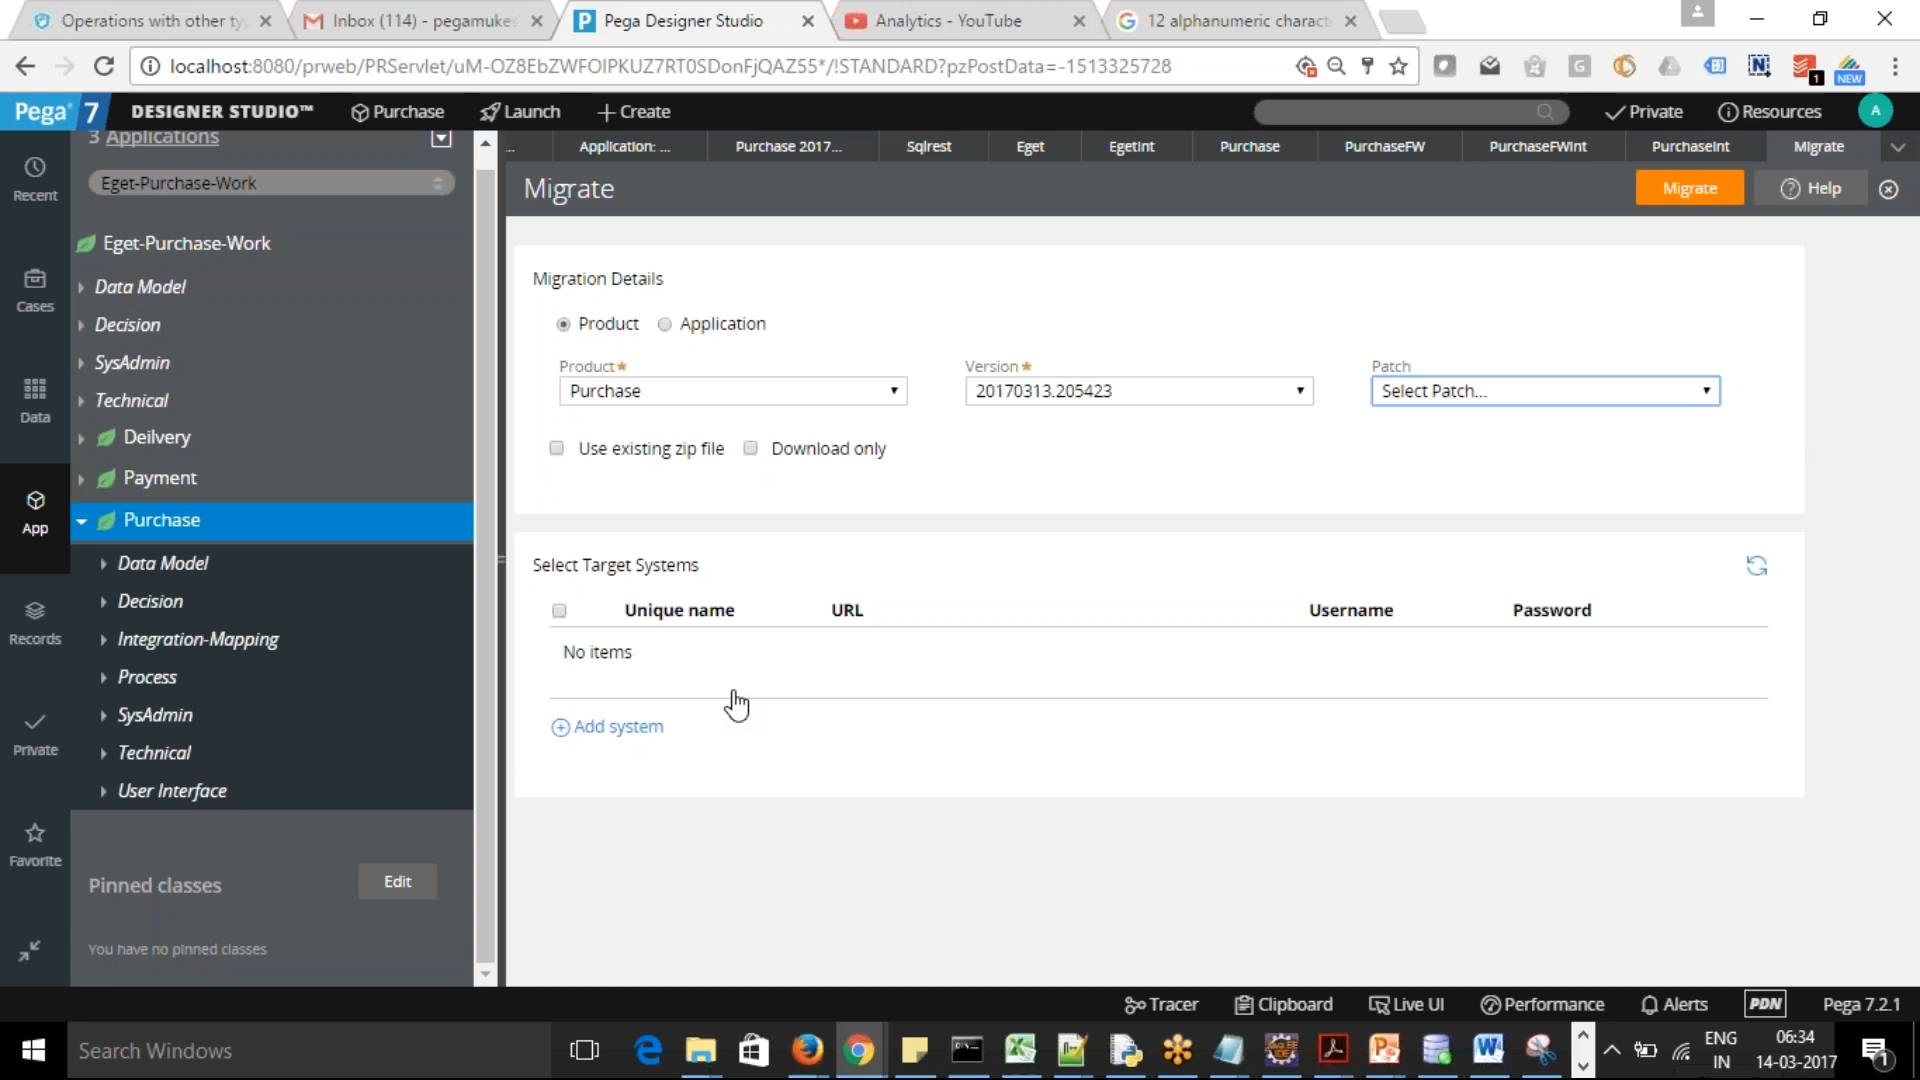 Operations with other ty
Inbox (114) - pegamukes
Pega Designer Studio
Analytics - YouTube
12 alphanumeric charact
localhost:8080/prweb/PRServlet/uM-OZ8EbZWFOIPKUZ7RT0SDonFjQAZ55*/!STANDARD?pzPostData=-1513325728
1
NEW
Pega 7 DESIGNER STUDIO™ Purchase Launch Create
Private Resources A
3 Applications
... Application: ... Purchase 2017... Sqlrest Eget EgetInt Purchase PurchaseFW PurchaseFWInt PurchaseInt Migrate
Recent
Eget-Purchase-Work
Migrate
Migrate Help
Eget-Purchase-Work
Cases
Data Model
Decision
SysAdmin
Technical
Data
Deilvery
Payment
App
Purchase
Data Model
Decision
Records
Integration-Mapping
Process
SysAdmin
Private
Technical
User Interface
Favorite
Pinned classes Edit
You have no pinned classes
Migration Details
Product Application
Product* Version* Patch
Purchase 20170313.205423 Select Patch...
Use existing zip file Download only
Select Target Systems
Unique name URL Username Password
No items
Add system
Tracer Clipboard Live UI Performance Alerts PDN Pega 7.2.1
Search Windows
ENG
IN
06:34
14-03-2017
1